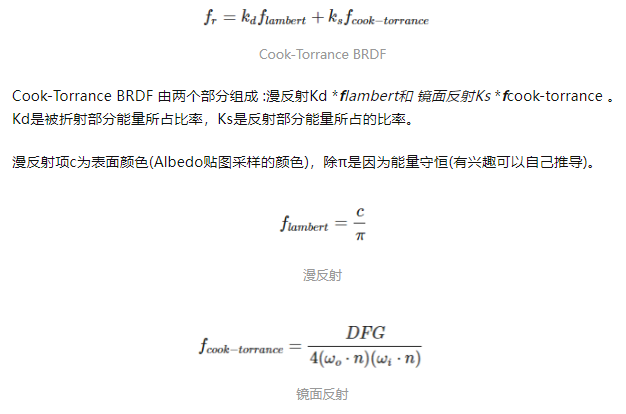 f_r = k_d f_{lambert} + k_s f_{cook-torrance}
Cook-Torrance BRDF
Cook-Torrance BRDF 由两个部分组成 :漫反射Kd *flambert和 镜面反射Ks *fcook-torrance 。
Kd是被折射部分能量所占比率，Ks是反射部分能量所占的比率。
漫反射项c为表面颜色(Albedo贴图采样的颜色)，除π是因为能量守恒(有兴趣可以自己推导)。
f_{lambert} = \frac{c}{π}
漫反射
f_{cook-torrance} = \frac{DFG}{4(ω_o · n)(ω_i · n)}
镜面反射